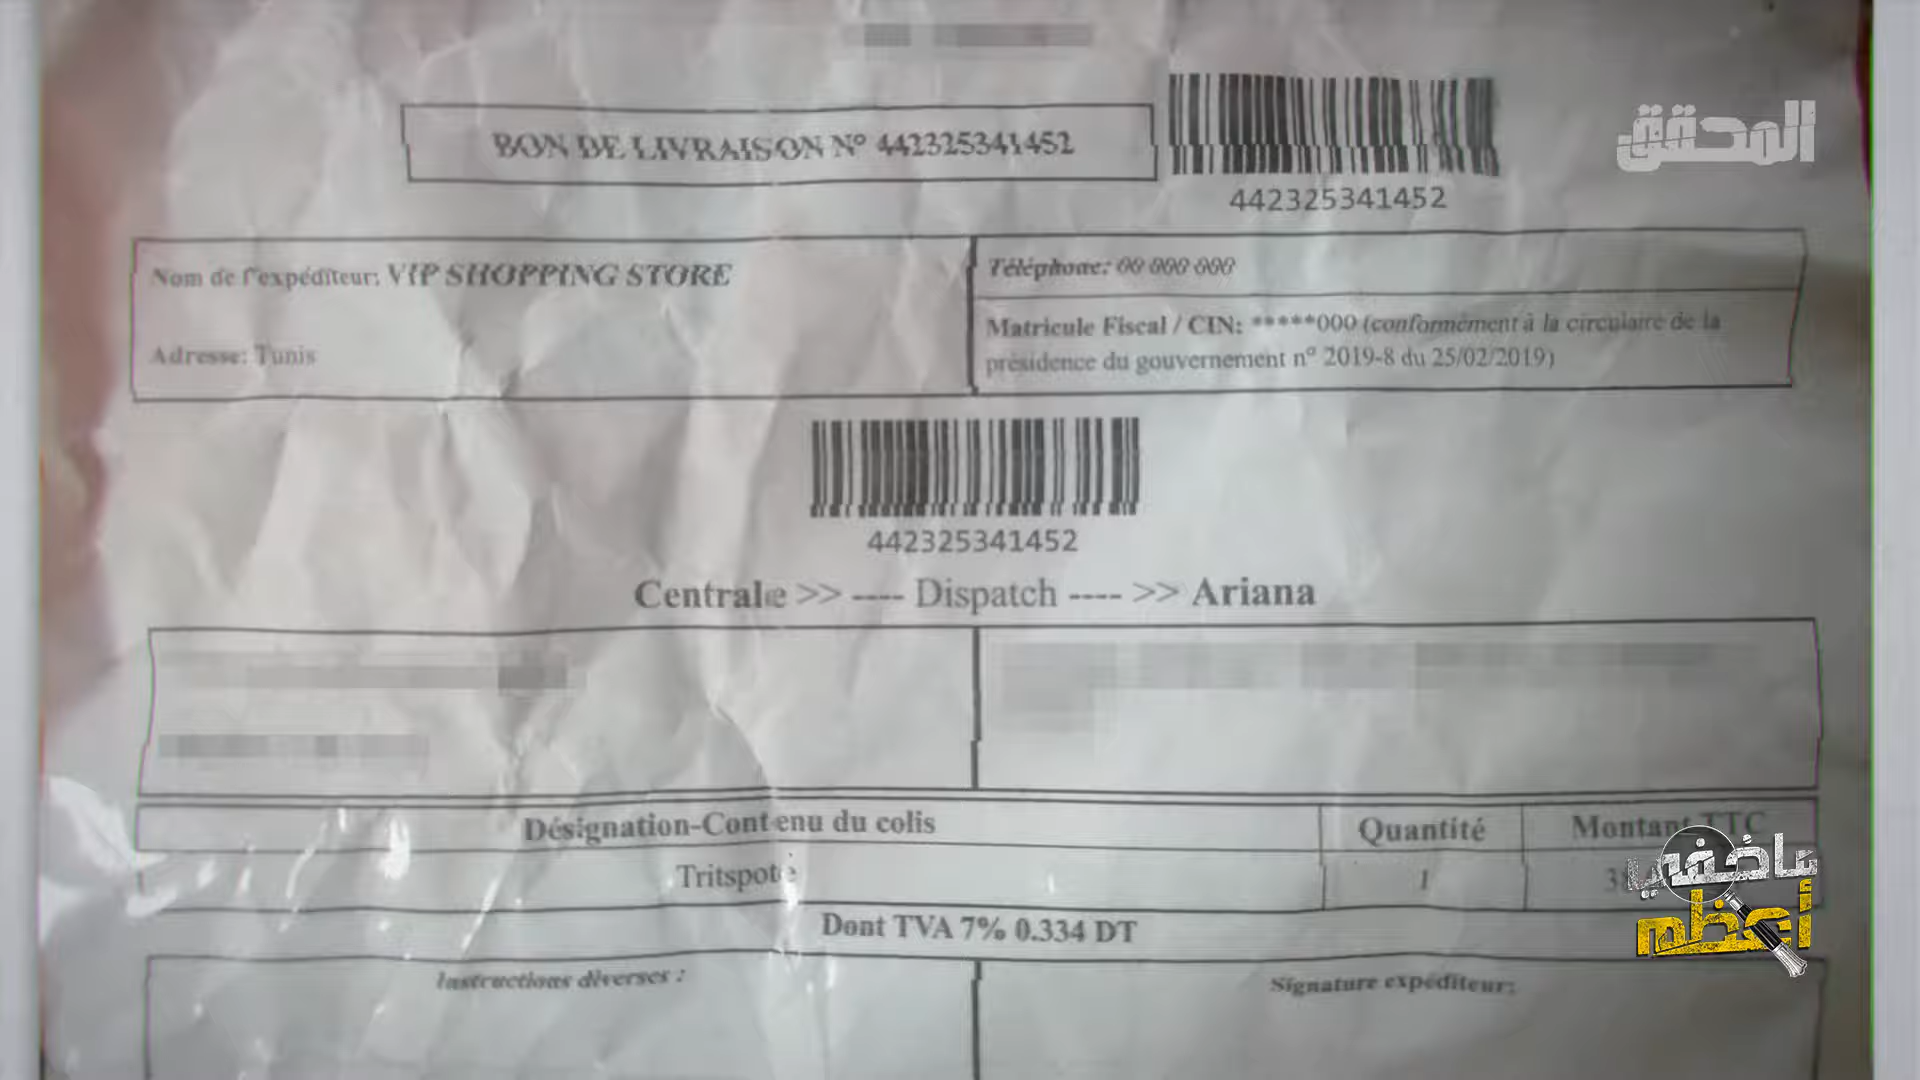 BON DE LIVRAISON N° 442325341452
442325341452
المحقق
Nom de l'expéditeur: VIP SHOPPING STORE
Téléphone: 00 000 000
Matricule Fiscal / CIN: *****000 (conformément à la circulaire de la
présidence du gouvernement n° 2019-8 du 25/02/2019)
Adresse: Tunis
442325341452
Centrale >> ---- Dispatch ---- >> Ariana
Désignation-Contenu du colis
Quantité
Montant TTC
Tritspote
1
Dont TVA 7% 0.334 DT
ما خفي
أعظم
Instructions diverses :
Signature expéditeur: